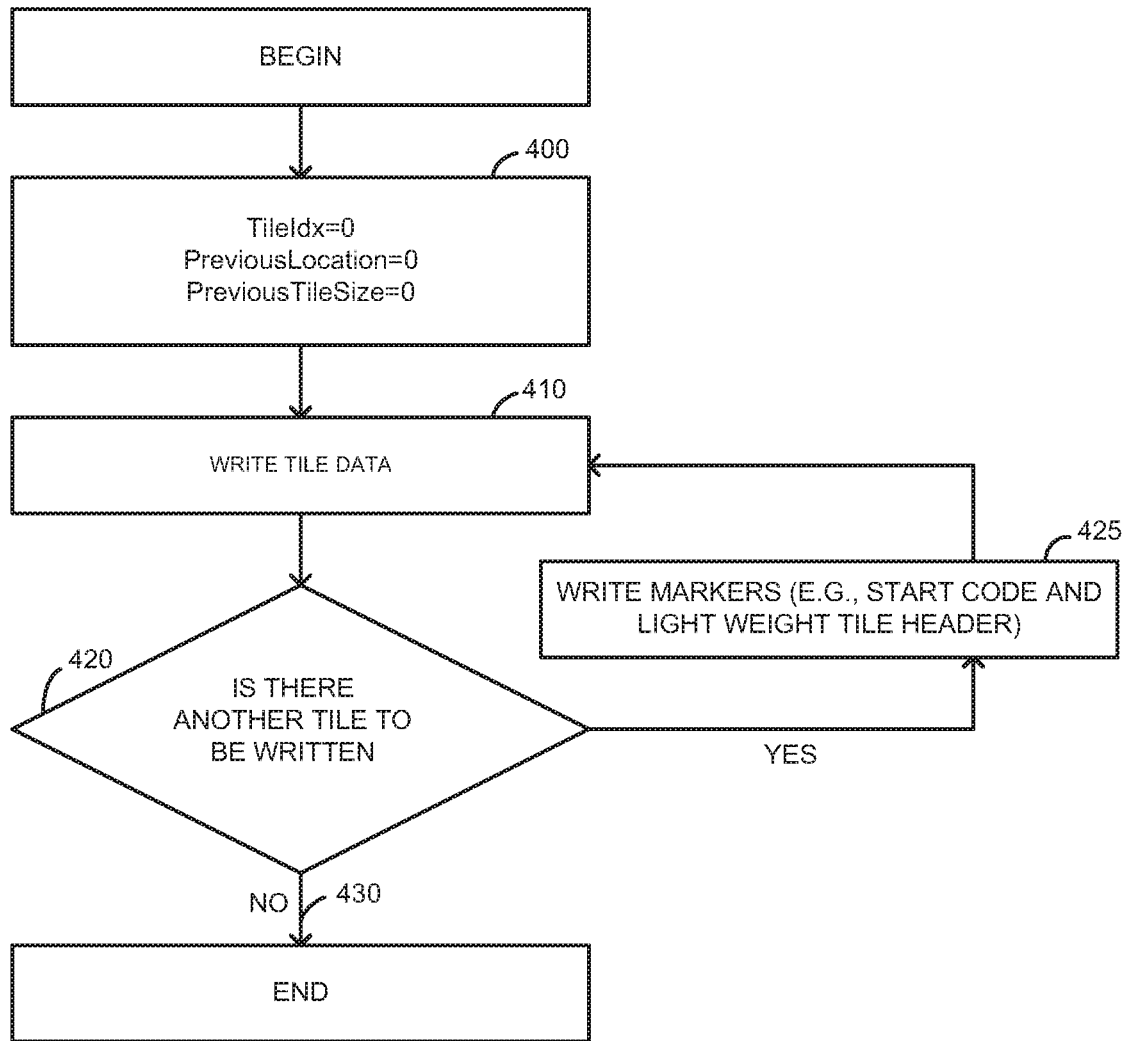 BEGIN
400
TileIdx=0
PreviousLocation=0
PreviousTileSize=0
410
WRITE TILE DATA
425
WRITE MARKERS (E.G., START CODE AND
LIGHT WEIGHT TILE HEADER)
420
IS THERE
ANOTHER TILE TO
BE WRITTEN
YES
NO
430
END